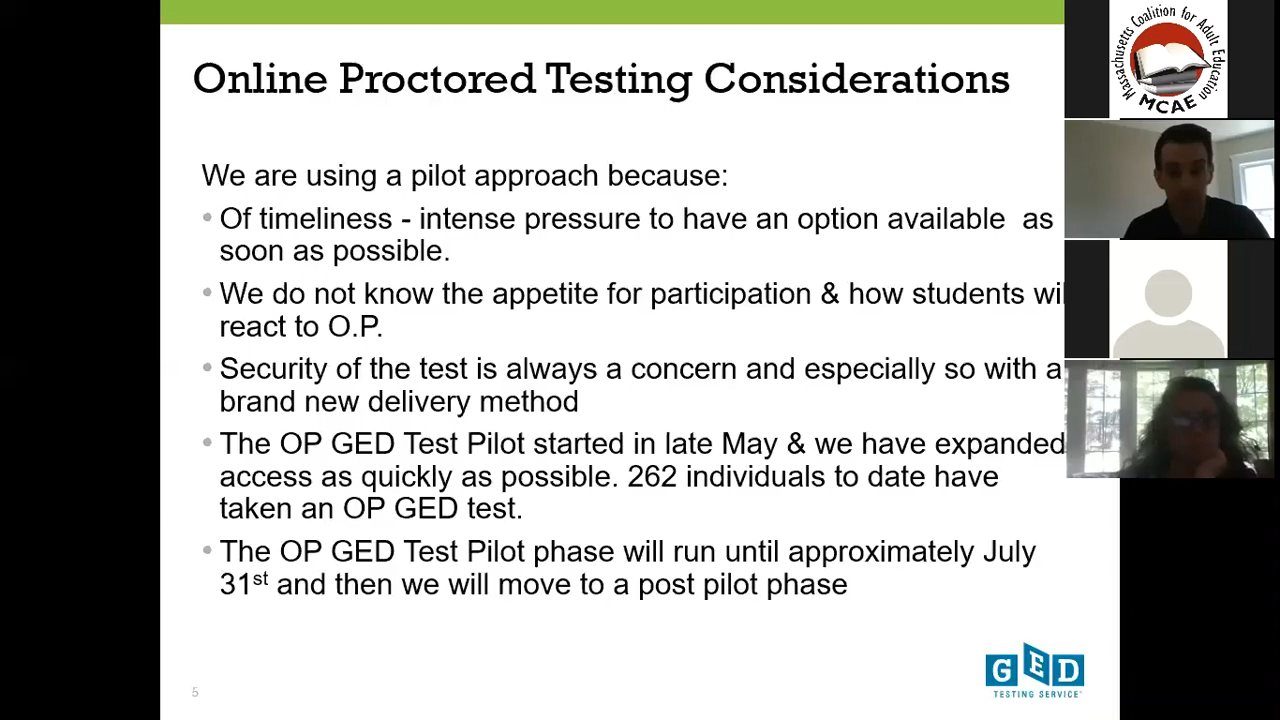 Online Proctored Testing Considerations
We are using a pilot approach because:
• Of timeliness - intense pressure to have an option available as
soon as possible.
• We do not know the appetite for participation & how students wil
react to O.P.
• Security of the test is always a concern and especially so with a
brand new delivery method
• The OP GED Test Pilot started in late May & we have expanded
access as quickly as possible. 262 individuals to date have
taken an OP GED test.
• The OP GED Test Pilot phase will run until approximately July
31st and then we will move to a post pilot phase
5
GED
TESTING SERVICE
Massachusetts Coalition for Adult Education
MCAE